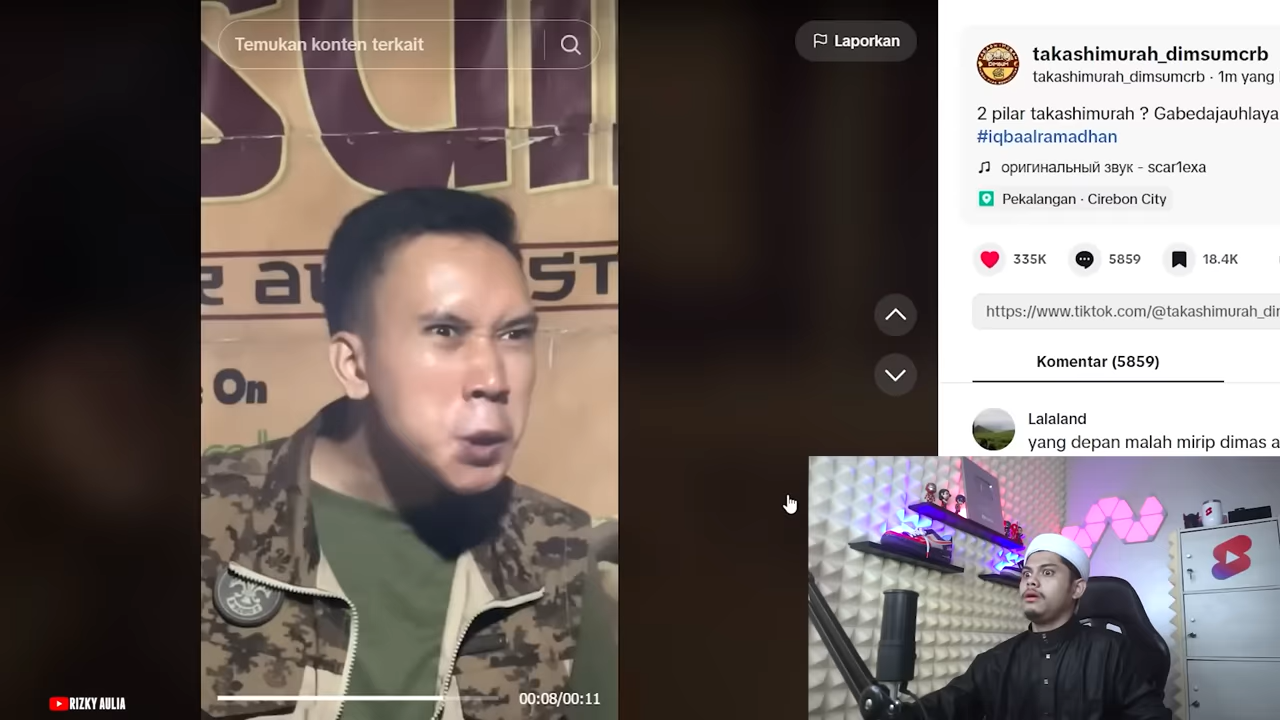 Temukan konten terkait
Laporkan
takashimurah_dimsumcrb
takashimurah_dimsumcrb · 1m yang
2 pilar takashimurah ? Gabedajauhlaya
#iqbaalramadhan
оригинальный звук - scar1exa
Pekalangan · Cirebon City
335K
5859
18.4K
https://www.tiktok.com/@takashimurah_di
Komentar (5859)
Lalaland
yang depan malah mirip dimas a
On
00:08/00:11
RIZKY AULIA